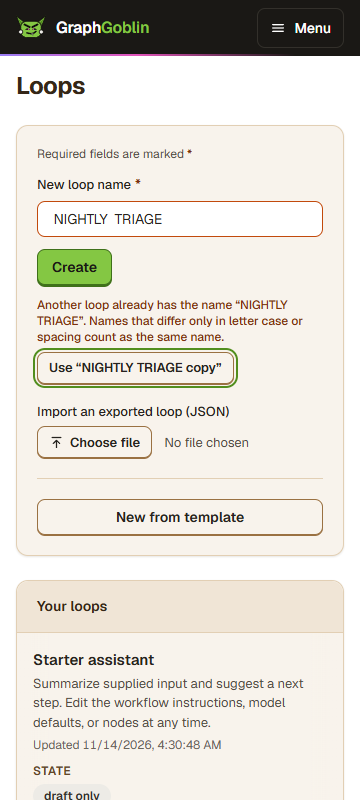 GraphGoblin
Menu
Loops
Required fields are marked *
New loop name *
NIGHTLY  TRIAGE
Create
Another loop already has the name “NIGHTLY
TRIAGE”. Names that differ only in letter case or
spacing count as the same name.
Use “NIGHTLY TRIAGE copy”
Import an exported loop (JSON)
Choose file
No file chosen
New from template
Your loops
Starter assistant
Summarize supplied input and suggest a next
step. Edit the workflow instructions, model
defaults, or nodes at any time.
Updated 11/14/2026, 4:30:48 AM
STATE
draft only